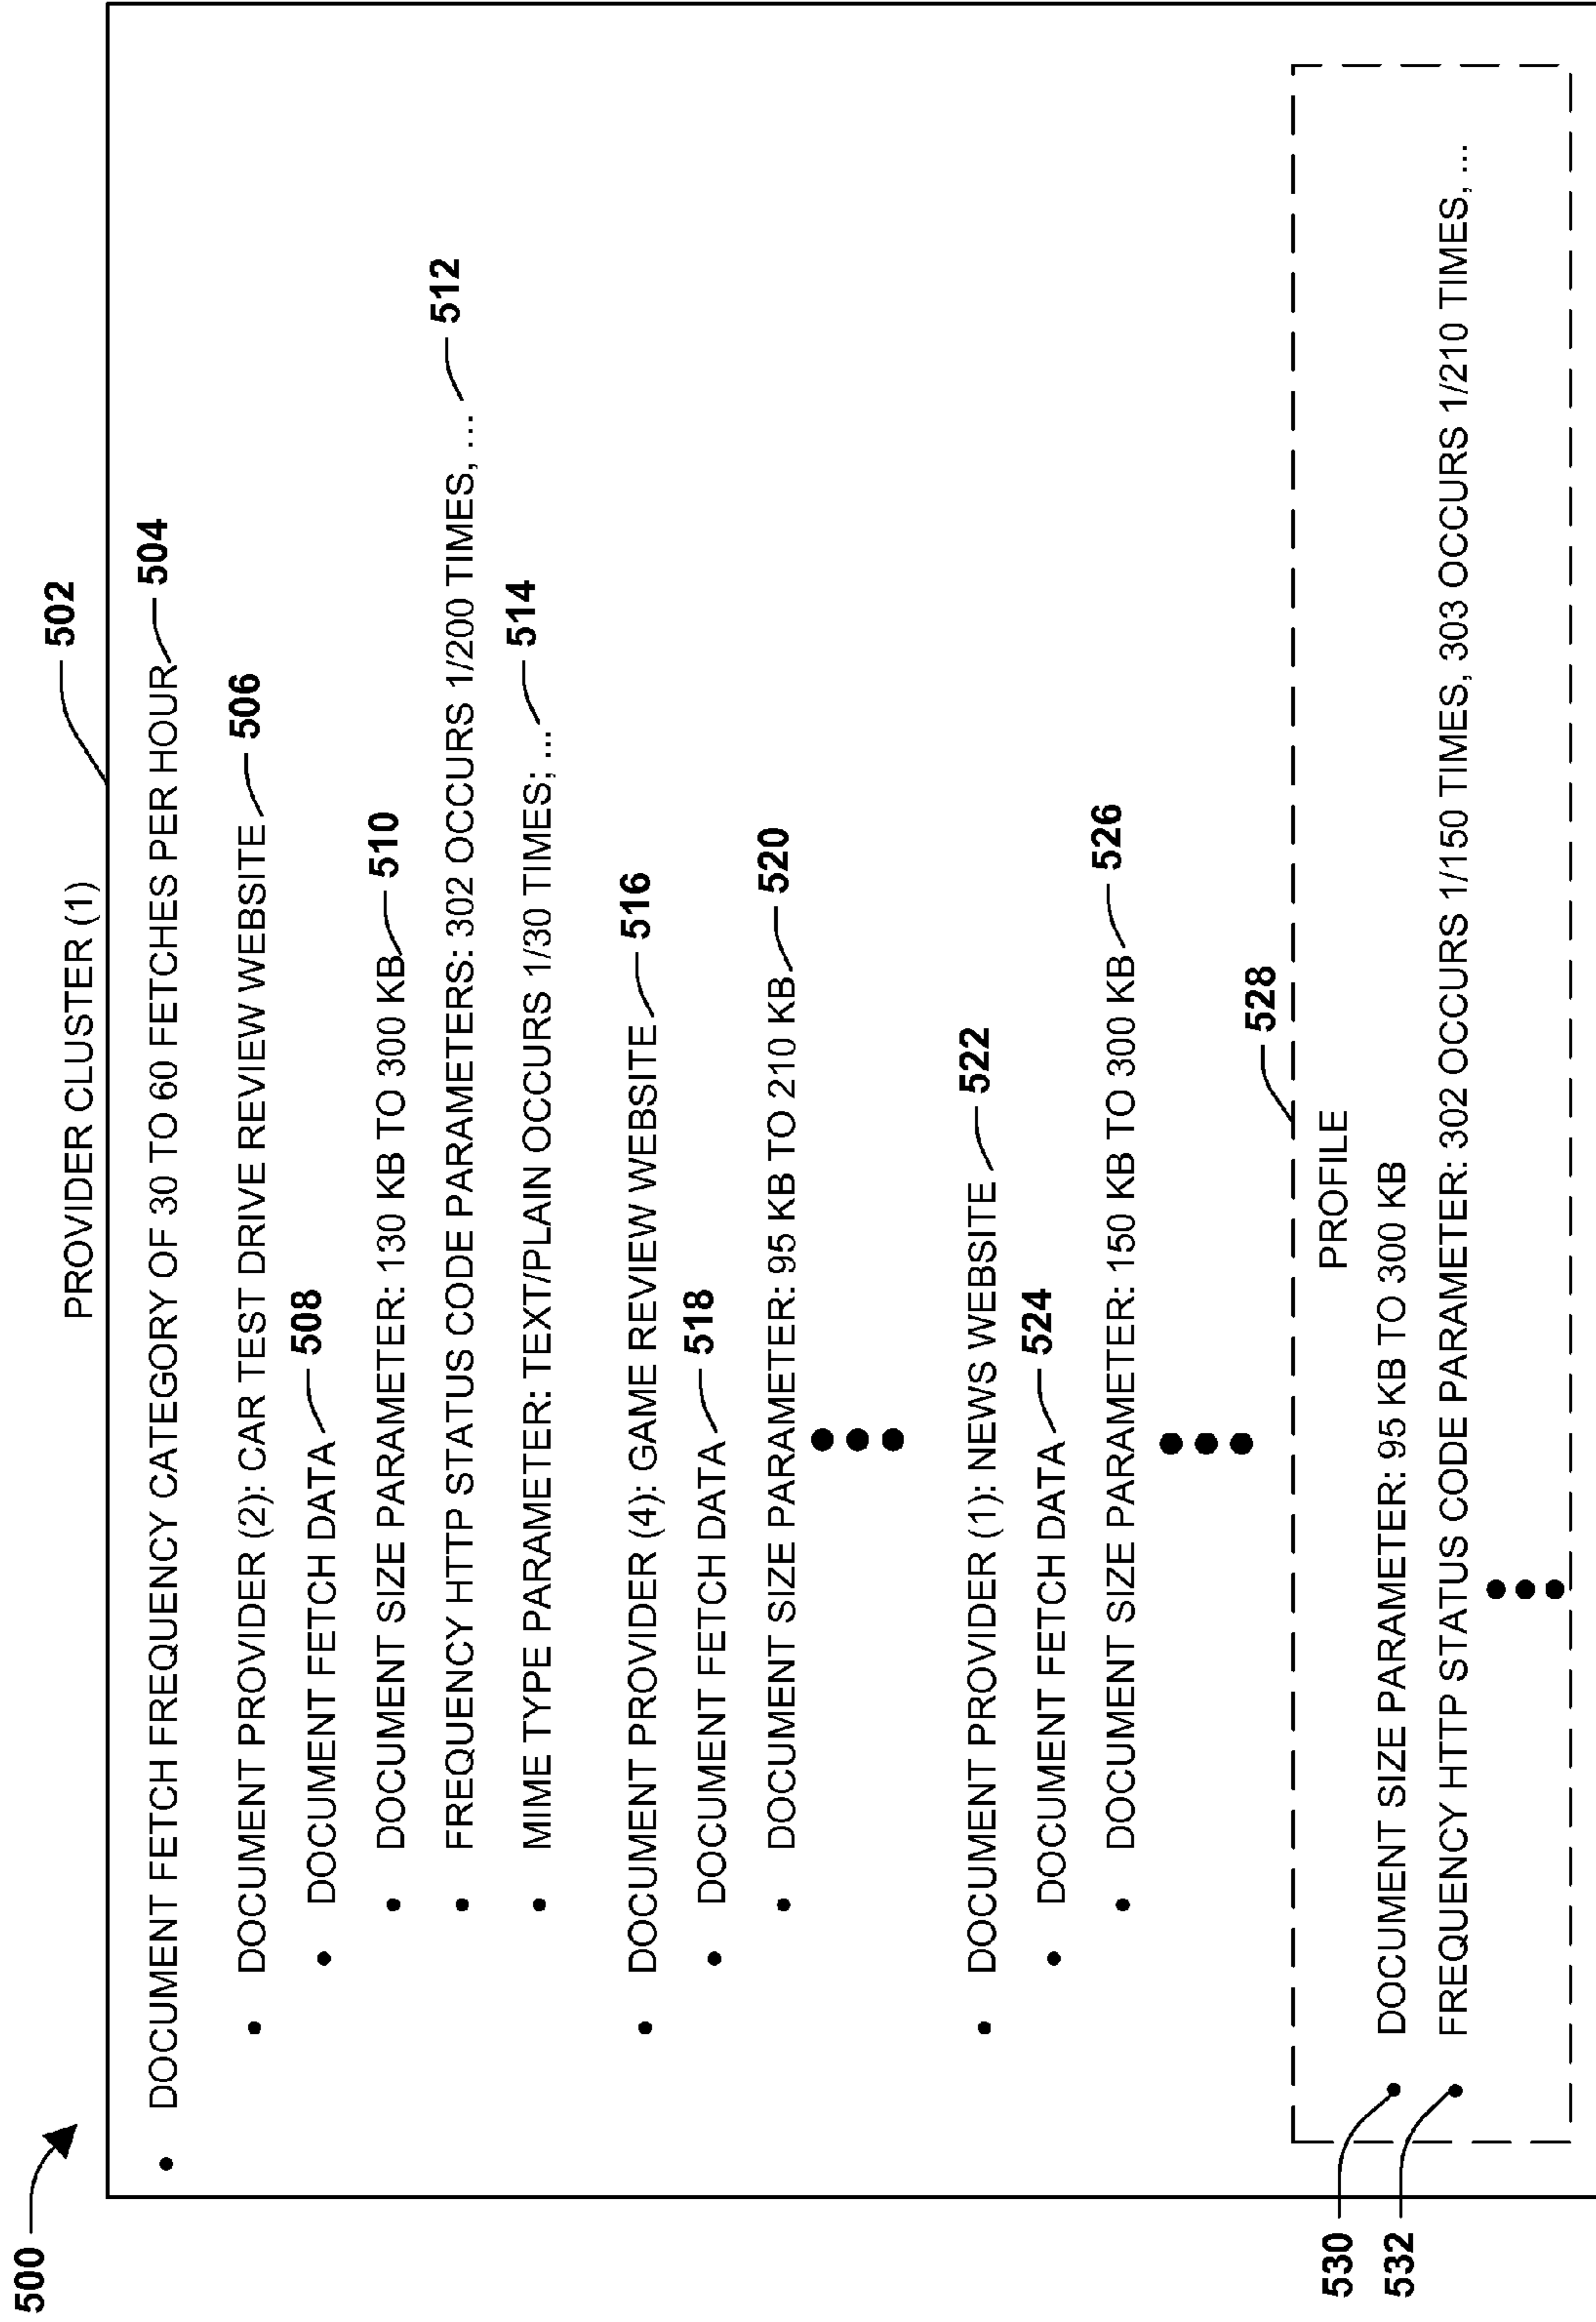 500
PROVIDER CLUSTER (1)
502
• DOCUMENT FETCH FREQUENCY CATEGORY OF 30 TO 60 FETCHES PER HOUR 504
• DOCUMENT PROVIDER (2): CAR TEST DRIVE REVIEW WEBSITE 506
• DOCUMENT FETCH DATA 508
• DOCUMENT SIZE PARAMETER: 130 KB TO 300 KB 510
• FREQUENCY HTTP STATUS CODE PARAMETERS: 302 OCCURS 1/200 TIMES, ... 512
• MIME TYPE PARAMETER: TEXT/PLAIN OCCURS 1/30 TIMES; ... 514
• DOCUMENT PROVIDER (4): GAME REVIEW WEBSITE 516
• DOCUMENT FETCH DATA 518
• DOCUMENT SIZE PARAMETER: 95 KB TO 210 KB 520
• DOCUMENT PROVIDER (1): NEWS WEBSITE 522
• DOCUMENT FETCH DATA 524
• DOCUMENT SIZE PARAMETER: 150 KB TO 300 KB 526
528
PROFILE
530 • DOCUMENT SIZE PARAMETER: 95 KB TO 300 KB
532 • FREQUENCY HTTP STATUS CODE PARAMETER: 302 OCCURS 1/150 TIMES, 303 OCCURS 1/210 TIMES, ...